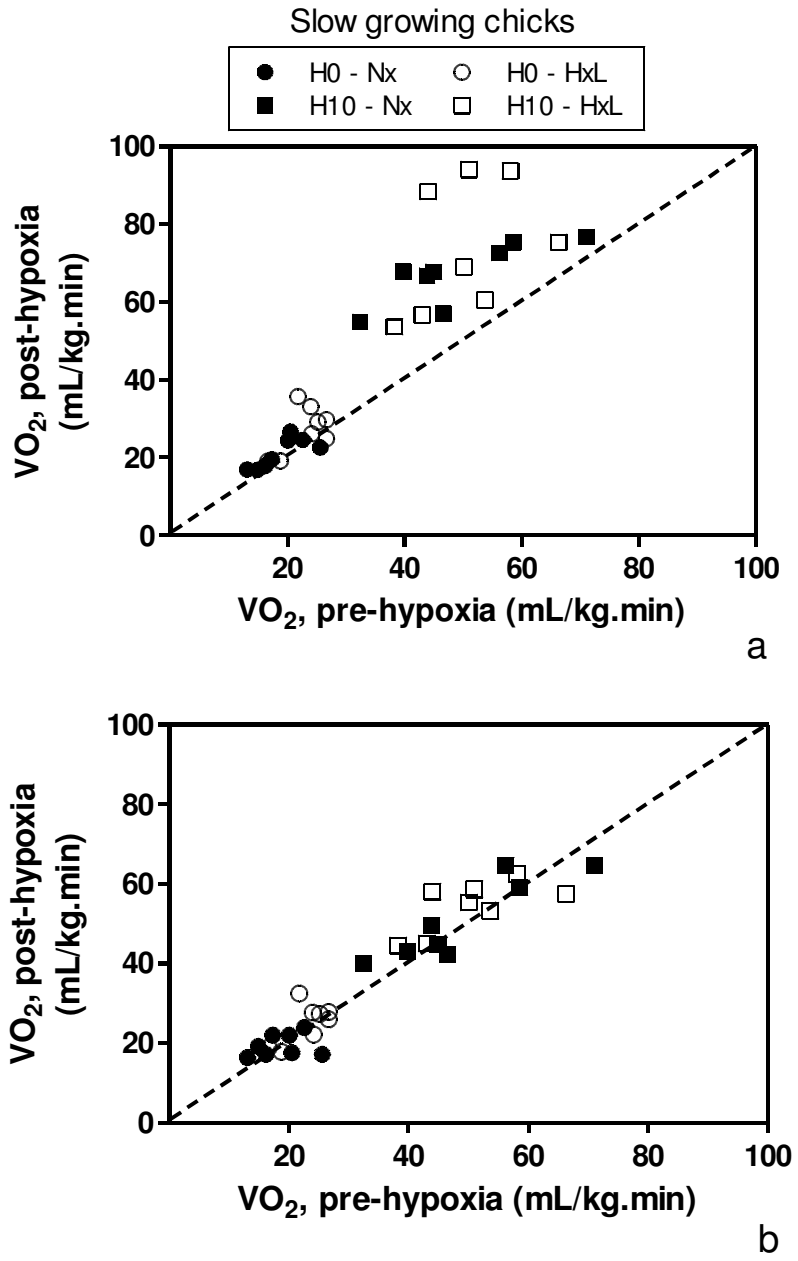 Slow growing chicks
H0 - Nx H0 - HxL
H10 - Nx H10 - HxL
100
80
60
40
20
0
VO2, post-hypoxia
(mL/kg.min)
20 40 60 80 100
VO2, pre-hypoxia (mL/kg.min)
a
100
80
60
40
20
0
VO2, post-hypoxia
(mL/kg.min)
20 40 60 80 100
VO2, pre-hypoxia (mL/kg.min)
b